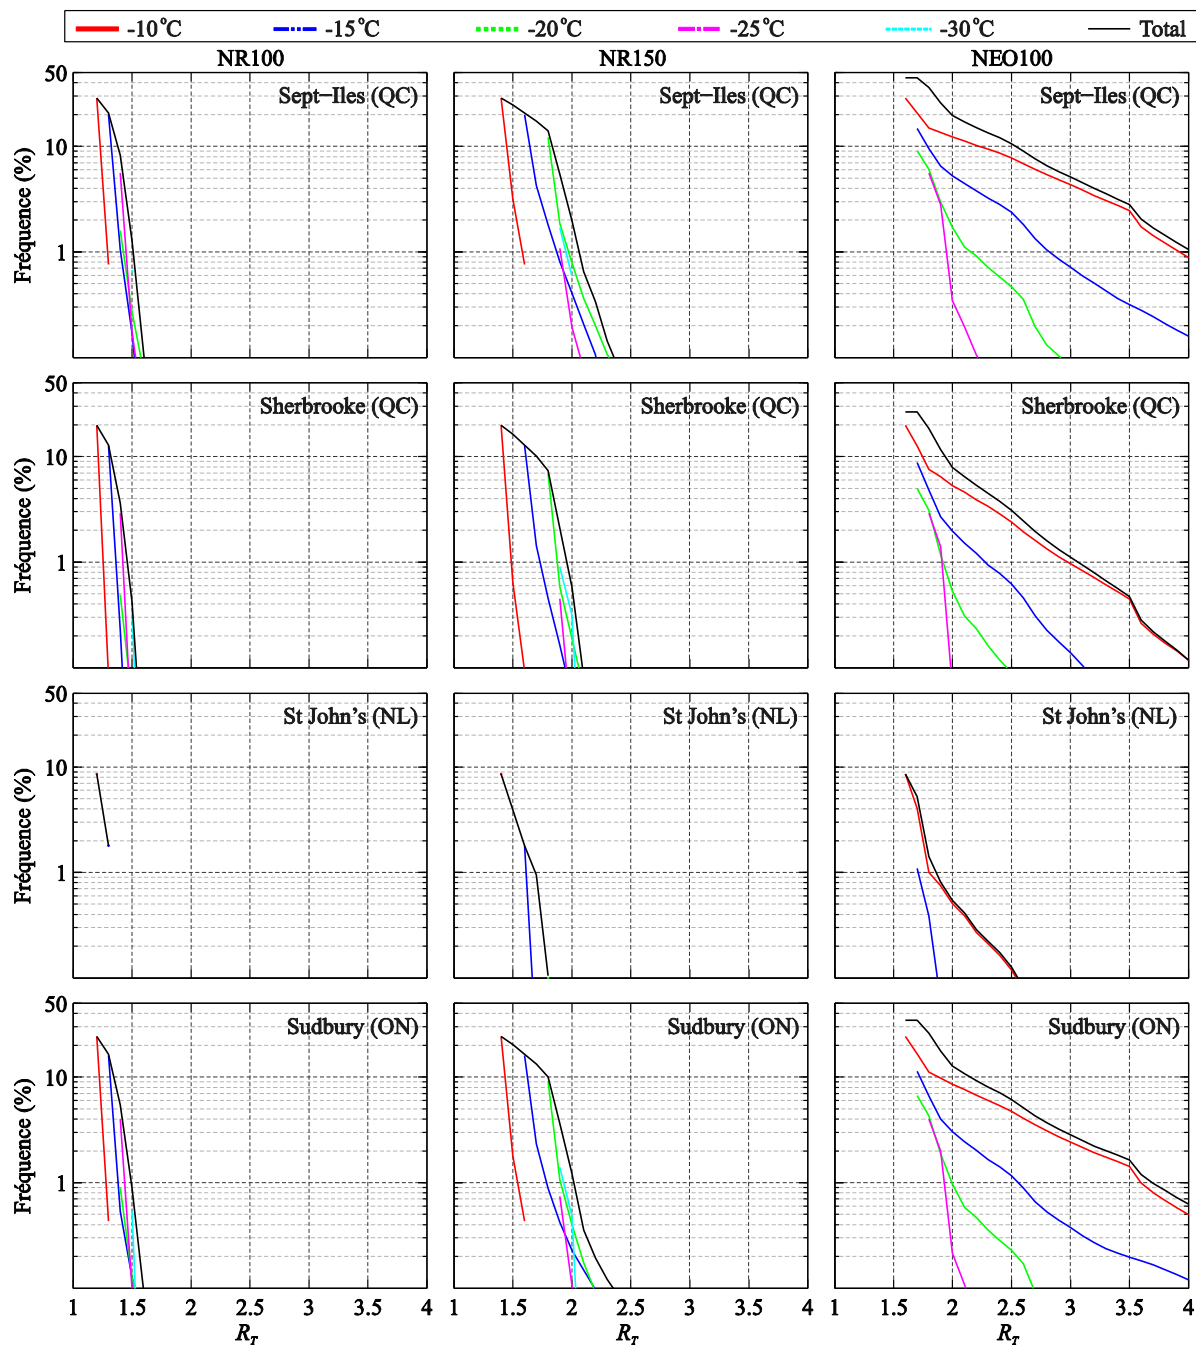 -10°C -15°C -20°C -25°C -30°C Total
NR100 NR150 NEO100
50 Sept-Iles (QC) Sept-Iles (QC) Sept-Iles (QC)
10
Fréquence (%)
1
50 Sherbrooke (QC) Sherbrooke (QC) Sherbrooke (QC)
10
Fréquence (%)
1
50 St John's (NL) St John's (NL) St John's (NL)
10
Fréquence (%)
1
50 Sudbury (ON) Sudbury (ON) Sudbury (ON)
10
Fréquence (%)
1
1 1.5 2 2.5 3 3.5 4 1 1.5 2 2.5 3 3.5 4 1 1.5 2 2.5 3 3.5 4
R_T R_T R_T